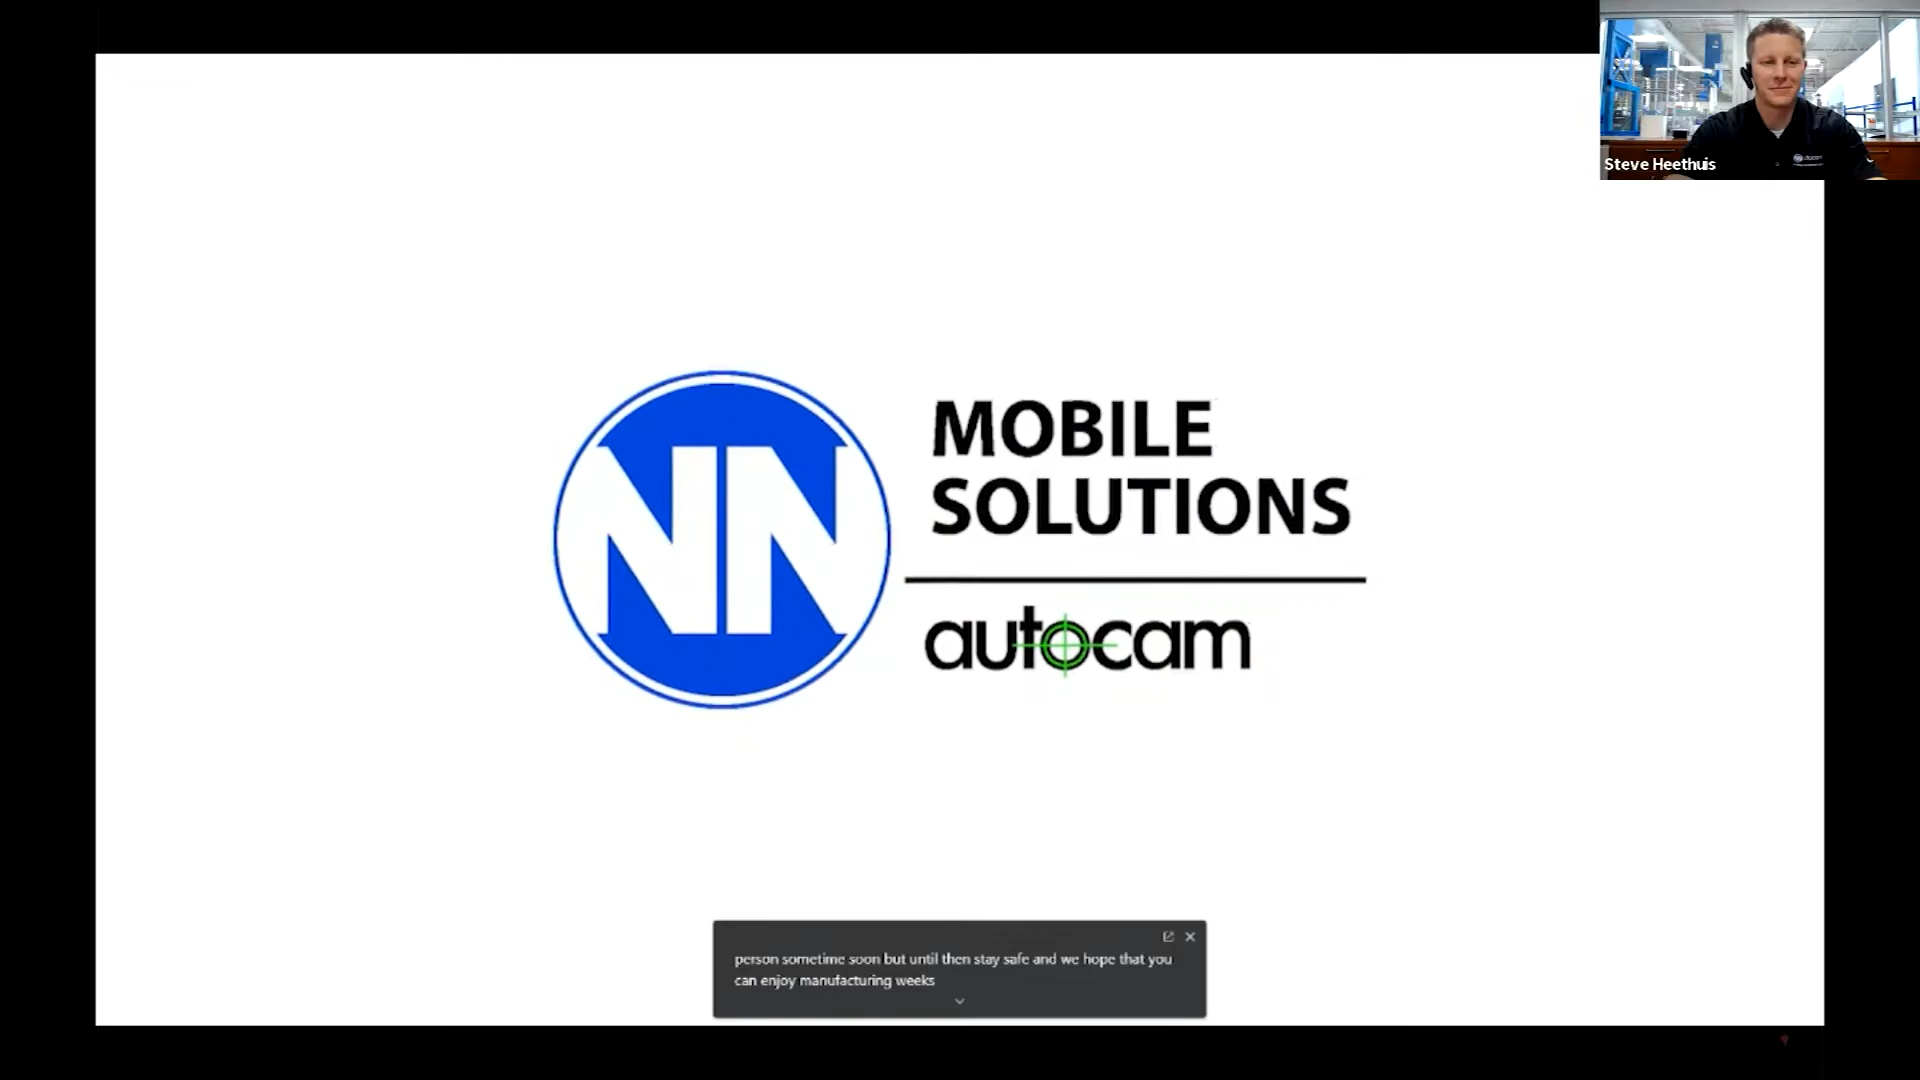 Steve Heethuis
NN
MOBILE
SOLUTIONS
autocam
person sometime soon but until then stay safe and we hope that you
can enjoy manufacturing weeks